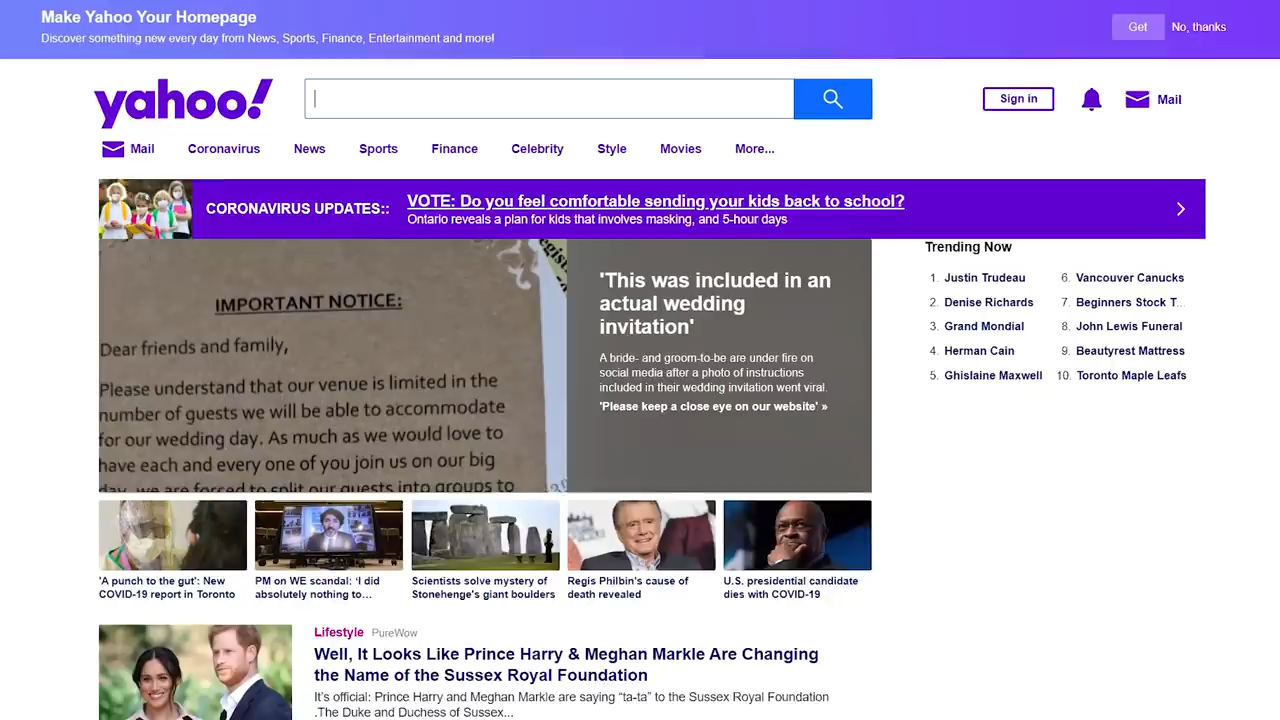 Make Yahoo Your Homepage
Discover something new every day from News, Sports, Finance, Entertainment and more!
Get
No, thanks
yahoo!
Sign in
Mail
Mail
Coronavirus
News
Sports
Finance
Celebrity
Style
Movies
More...
CORONAVIRUS UPDATES::
VOTE: Do you feel comfortable sending your kids back to school?
Ontario reveals a plan for kids that involves masking, and 5-hour days
IMPORTANT NOTICE:
Dear friends and family,
Please understand that our venue is limited in the
number of guests we will be able to accommodate
for our wedding day. As much as we would love to
have each and every one of you join us on our big
day, we are forced to split our guests into groups to
'This was included in an
actual wedding
invitation'
A bride- and groom-to-be are under fire on
social media after a photo of instructions
included in their wedding invitation went viral.
'Please keep a close eye on our website' »
Trending Now
1. Justin Trudeau
2. Denise Richards
3. Grand Mondial
4. Herman Cain
5. Ghislaine Maxwell
6. Vancouver Canucks
7. Beginners Stock T...
8. John Lewis Funeral
9. Beautyrest Mattress
10. Toronto Maple Leafs
'A punch to the gut': New
COVID-19 report in Toronto
PM on WE scandal: ‘I did
absolutely nothing to…
Scientists solve mystery of
Stonehenge's giant boulders
Regis Philbin's cause of
death revealed
U.S. presidential candidate
dies with COVID-19
Lifestyle PureWow
Well, It Looks Like Prince Harry & Meghan Markle Are Changing
the Name of the Sussex Royal Foundation
It’s official: Prince Harry and Meghan Markle are saying “ta-ta” to the Sussex Royal Foundation
.The Duke and Duchess of Sussex...